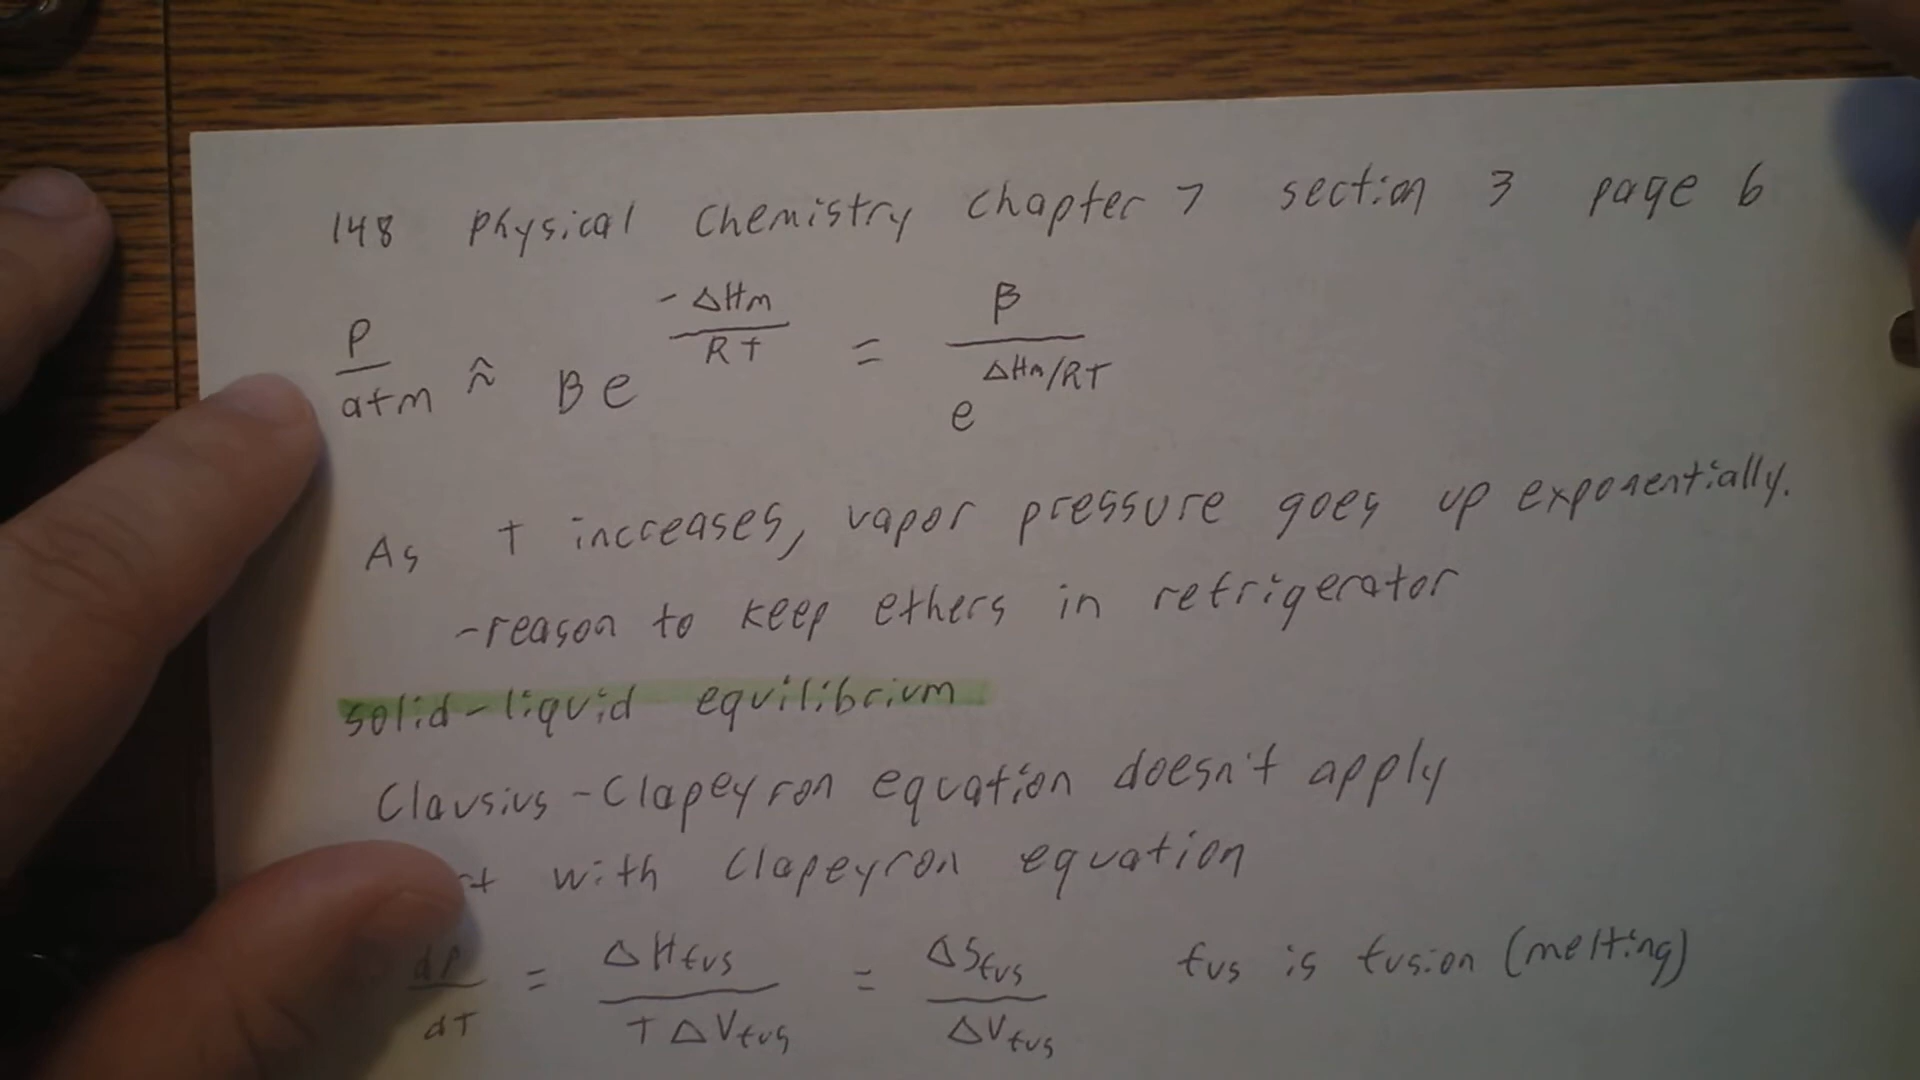 148 Physical Chemistry chapter 7 section 3 page 6
P/atm ≈ B e^(-ΔHm/RT) = β/e^(ΔHm/RT)
As T increases, vapor pressure goes up exponentially.
-reason to keep ethers in refrigerator
solid-liquid equilibrium
Clausius-Clapeyron equation doesn't apply
with Clapeyron equation
dP/dT = ΔHfus/TΔVfus = ΔSfus/ΔVfus fus is fusion (melting)